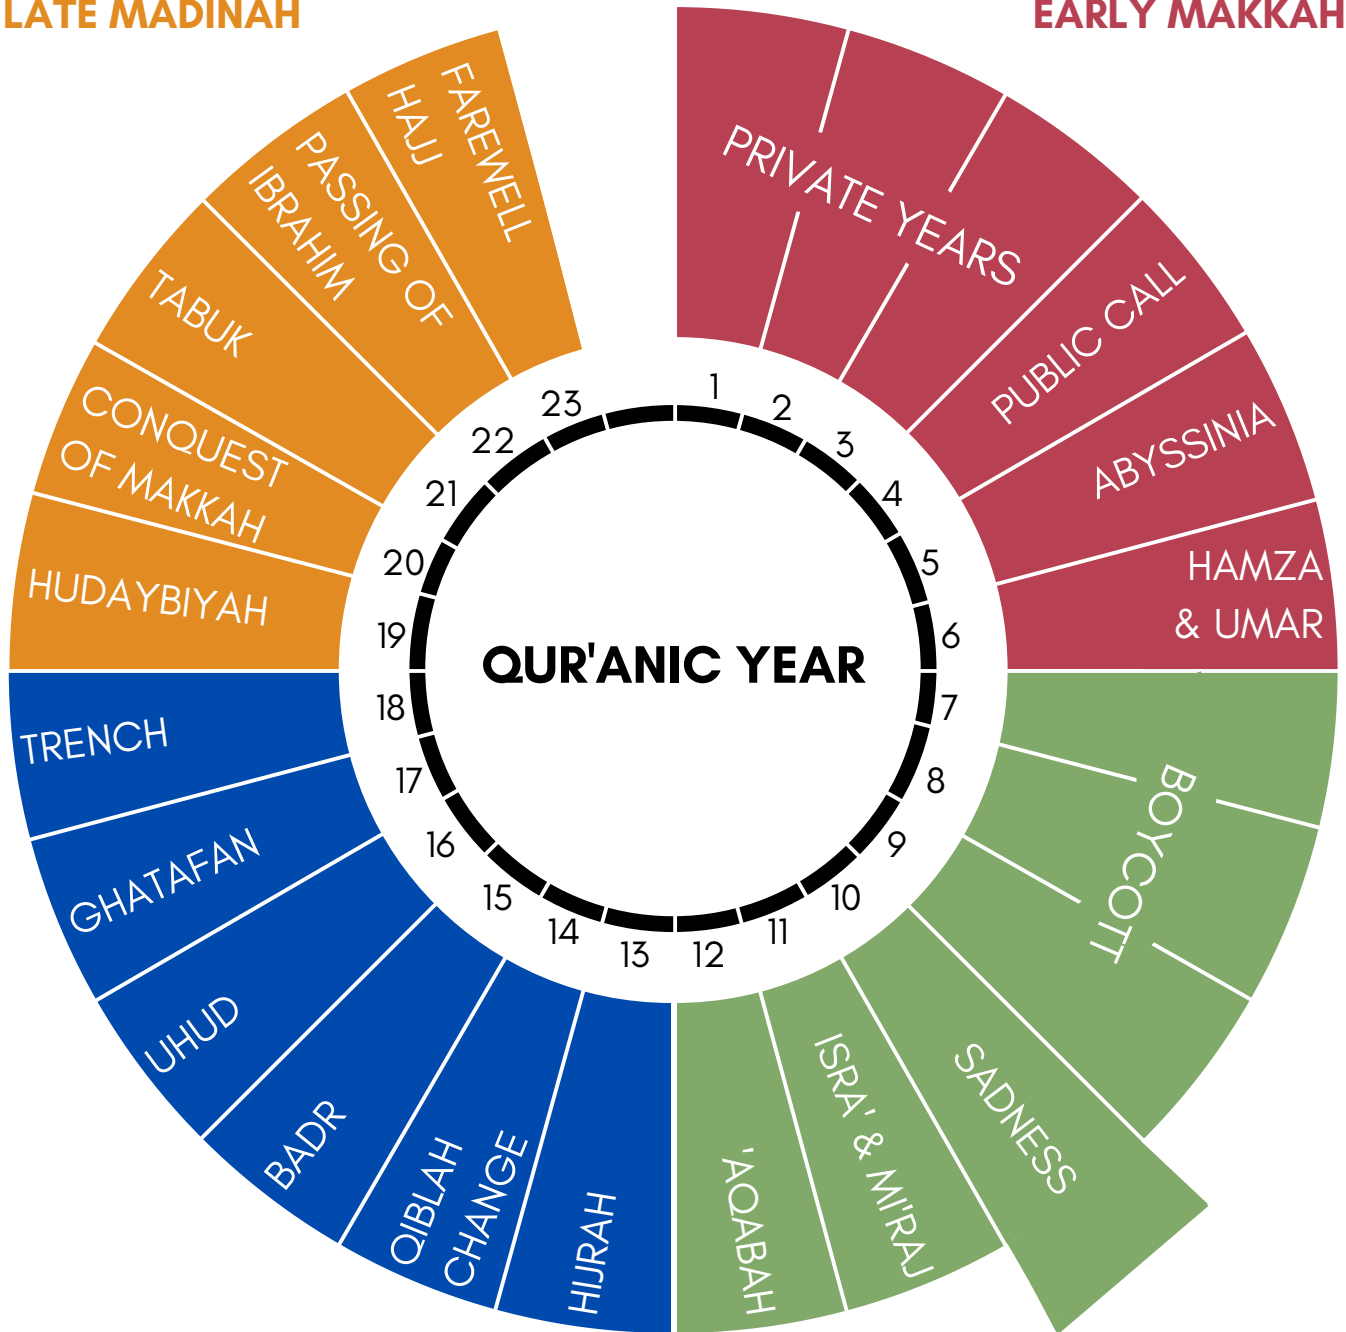 LATE MADINAH
EARLY MAKKAH
PRIVATE YEARS
PUBLIC CALL
ABYSSINIA
HAMZA
& UMAR
BOYCOTT
SADNESS
ISRA' & MI'RAJ
'AQABAH
HIJRAH
QIBLAH
CHANGE
BADR
UHUD
GHATAFAN
TRENCH
HUDAYBIYAH
CONQUEST
OF MAKKAH
TABUK
PASSING OF
IBRAHIM
FAREWELL
HAJJ
1
2
3
4
5
6
7
8
9
10
11
12
13
14
15
16
17
18
19
20
21
22
23
QUR'ANIC YEAR